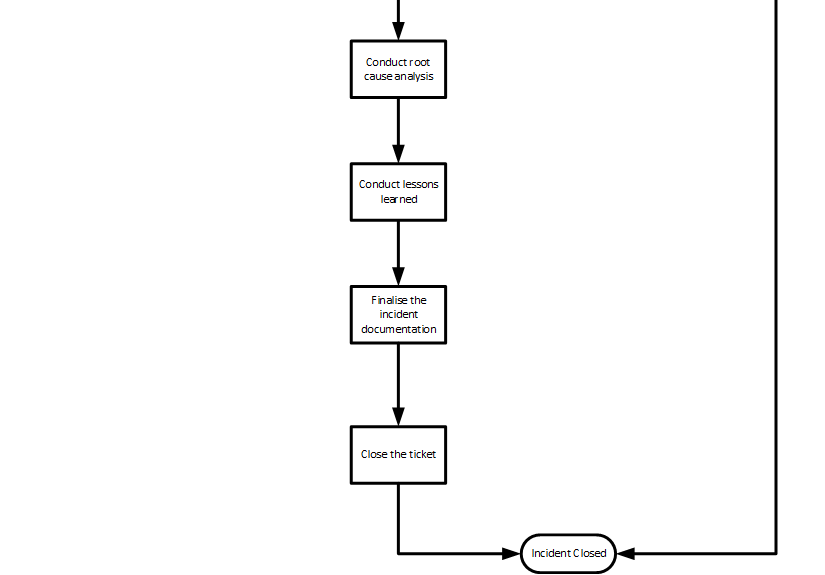 Conduct root
cause analysis
Conduct lessons
learned
Finalise the
incident
documentation
Close the ticket
Incident Closed